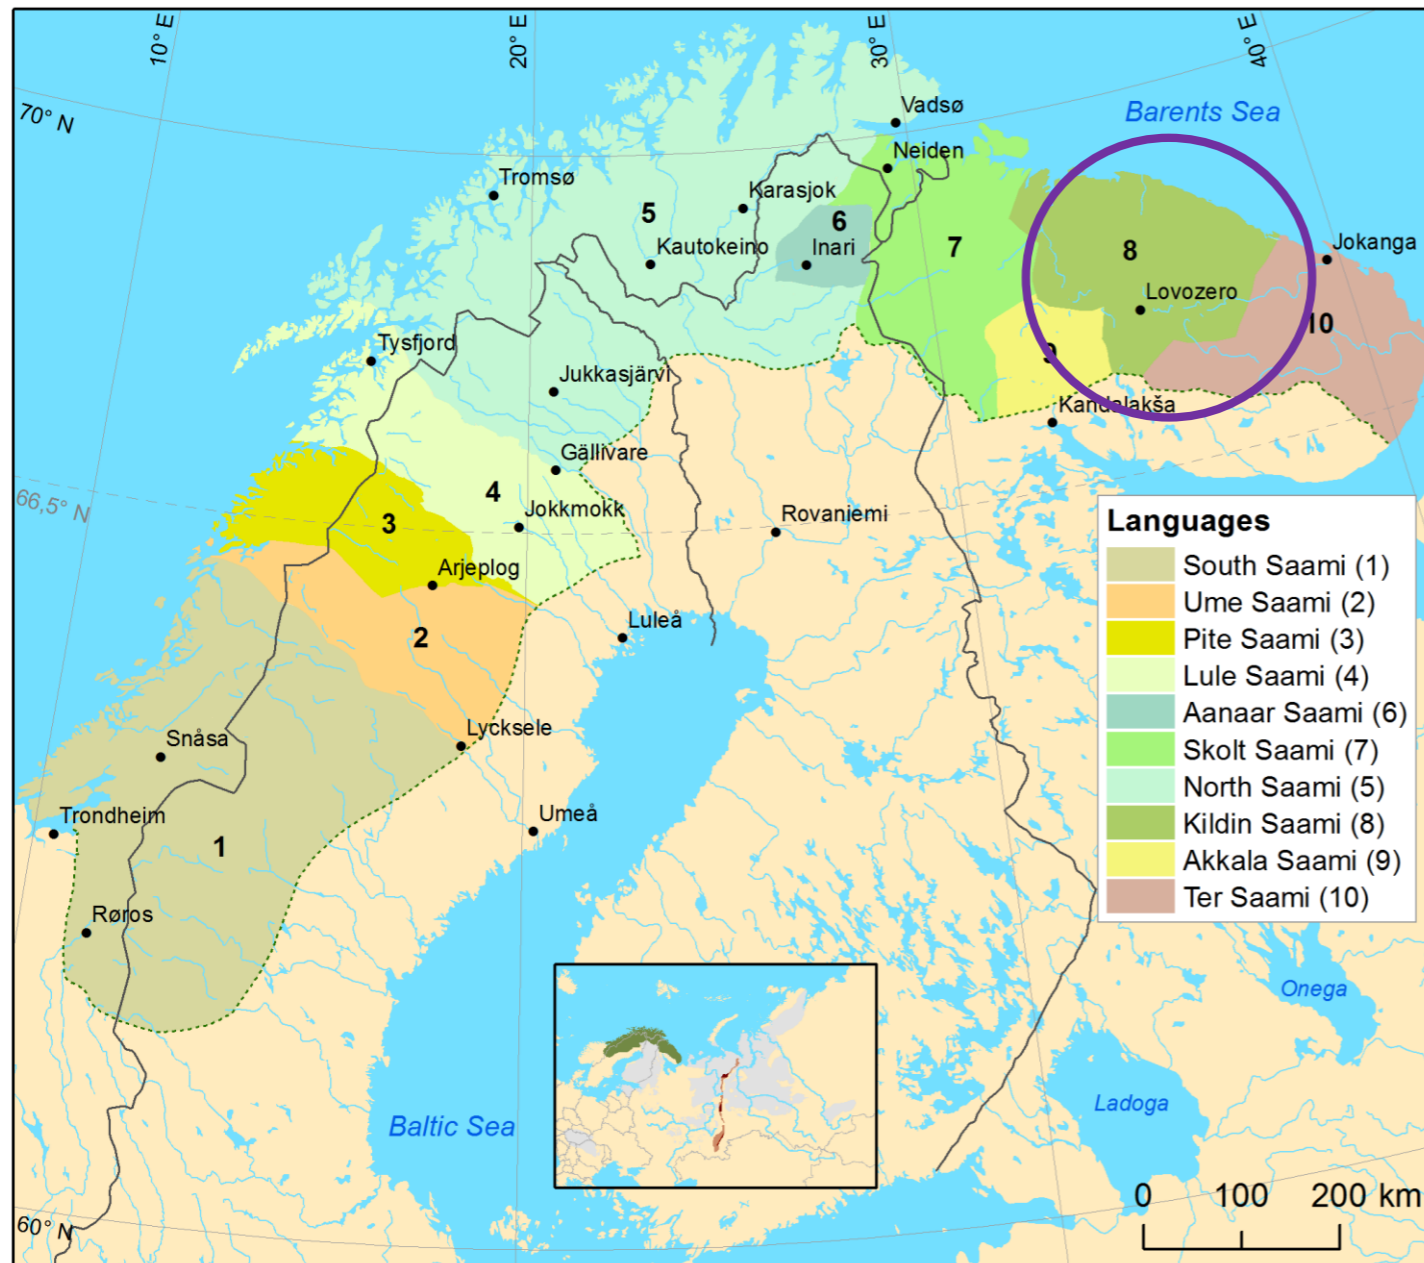 10° E
20° E
30° E
40° E
70° N
Barents Sea
Vadsø
Neiden
Tromsø
Karasjok
5
6
7
8
Kautokeino
Inari
Jokanga
Lovozero
10
Tysfjord
9
Jukkasjärvi
Kandalakša
Gällivare
4
66,5° N
3
Jokkmokk
Rovaniemi
Arjeplog
2
Luleå
Lycksele
Snåsa
Trondheim
Umeå
1
Røros
Languages
South Saami (1)
Ume Saami (2)
Pite Saami (3)
Lule Saami (4)
Aanaar Saami (6)
Skolt Saami (7)
North Saami (5)
Kildin Saami (8)
Akkala Saami (9)
Ter Saami (10)
Onega
Ladoga
Baltic Sea
0 100 200 km
60° N